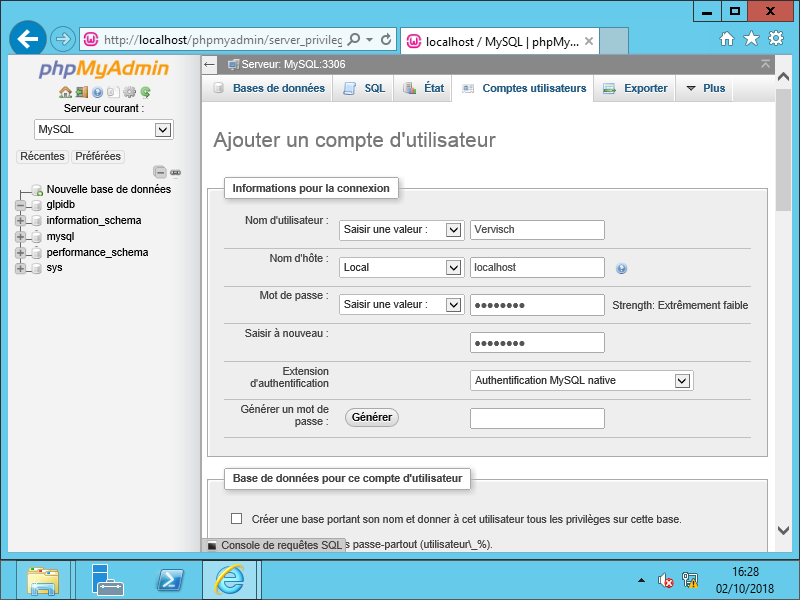 http://localhost/phpmyadmin/server_privileg
localhost / MySQL | phpMy...
phpMyAdmin
Serveur courant :
MySQL
Récentes Préférées
Nouvelle base de données
glpidb
information_schema
mysql
performance_schema
sys
Serveur: MySQL:3306
Bases de données SQL État Comptes utilisateurs Exporter Plus
Ajouter un compte d'utilisateur
Informations pour la connexion
Nom d'utilisateur : Saisir une valeur : Vervisch
Nom d'hôte : Local localhost
Mot de passe : Saisir une valeur : •••••••• Strength: Extrêmement faible
Saisir à nouveau : ••••••••
Extension
d'authentification Authentification MySQL native
Générer un mot de
passe : Générer
Base de données pour ce compte d'utilisateur
Créer une base portant son nom et donner à cet utilisateur tous les privilèges sur cette base.
Console de requêtes SQL s passe-partout (utilisateur\_%).
16:28
02/10/2018